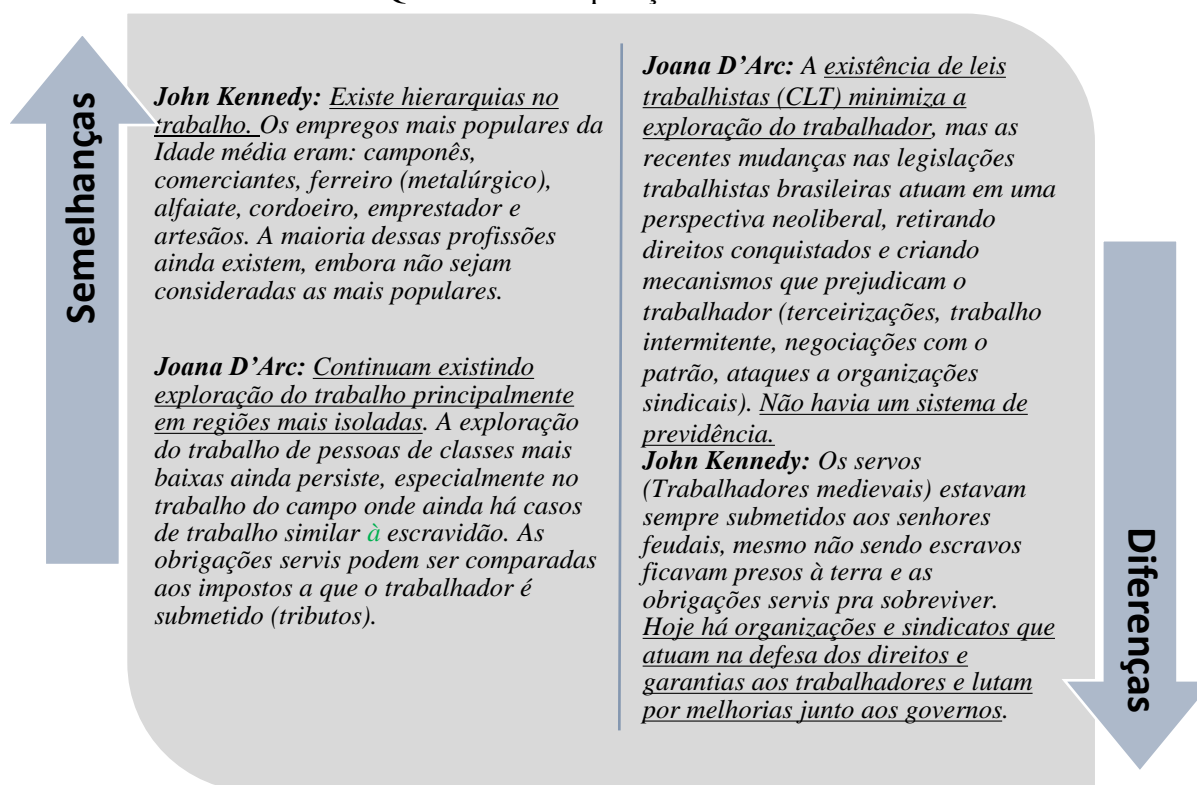 Semelhanças
John Kennedy: Existe hierarquias no
trabalho. Os empregos mais populares da
Idade média eram: camponês,
comerciantes, ferreiro (metalúrgico),
alfaiate, cordoeiro, emprestador e
artesãos. A maioria dessas profissões
ainda existem, embora não sejam
consideradas as mais populares.
Joana D’Arc: Continuam existindo
exploração do trabalho principalmente
em regiões mais isoladas. A exploração
do trabalho de pessoas de classes mais
baixas ainda persiste, especialmente no
trabalho do campo onde ainda há casos
de trabalho similar à escravidão. As
obrigações servis podem ser comparadas
aos impostos a que o trabalhador é
submetido (tributos).
Joana D’Arc: A existência de leis
trabalhistas (CLT) minimiza a
exploração do trabalhador, mas as
recentes mudanças nas legislações
trabalhistas brasileiras atuam em uma
perspectiva neoliberal, retirando
direitos conquistados e criando
mecanismos que prejudicam o
trabalhador (terceirizações, trabalho
intermitente, negociações com o
patrão, ataques a organizações
sindicais). Não havia um sistema de
previdência.
John Kennedy: Os servos
(Trabalhadores medievais) estavam
sempre submetidos aos senhores
feudais, mesmo não sendo escravos
ficavam presos à terra e as
obrigações servis pra sobreviver.
Hoje há organizações e sindicatos que
atuam na defesa dos direitos e
garantias aos trabalhadores e lutam
por melhorias junto aos governos.
Diferenças